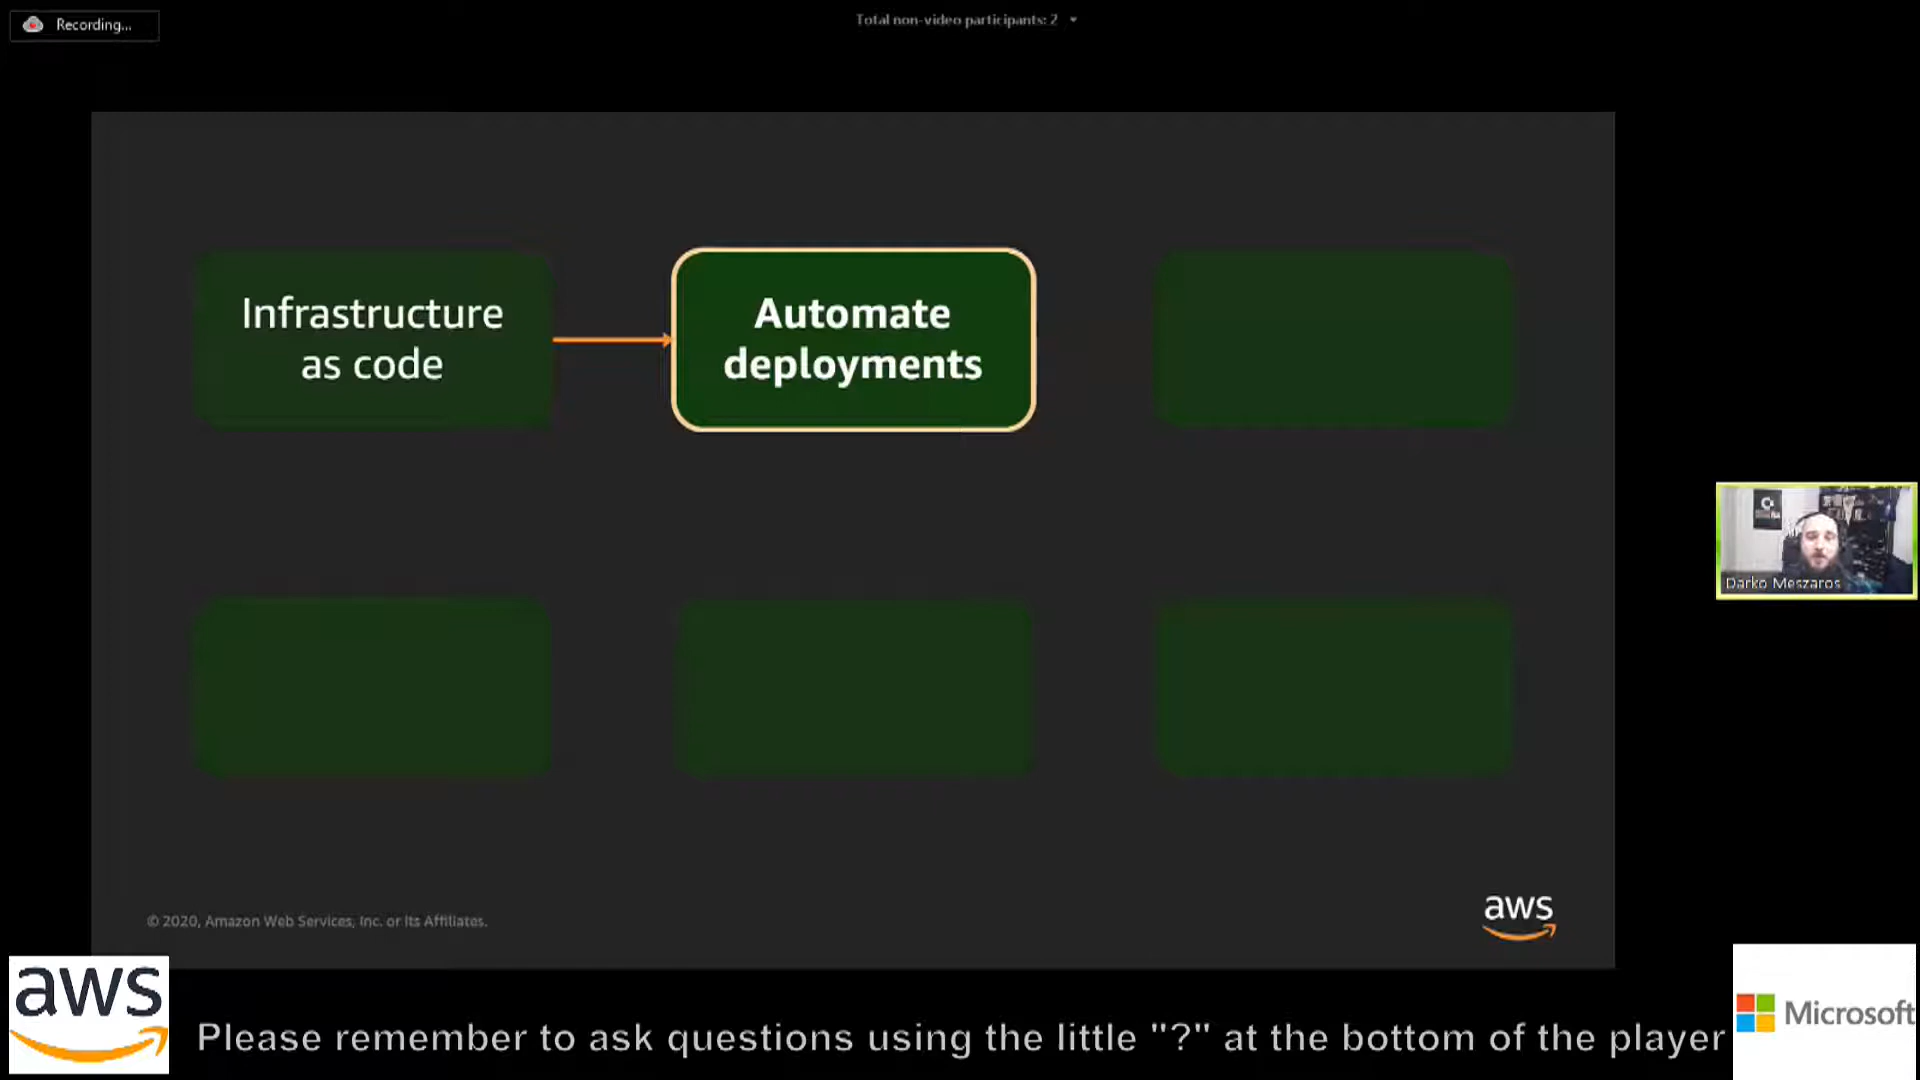 Recording...
Total non-video participants: 2
Infrastructure
as code
Automate
deployments
Darko Meszaros
© 2020, Amazon Web Services, Inc. or its Affiliates.
aws
aws
Please remember to ask questions using the little "?" at the bottom of the player
Microsoft